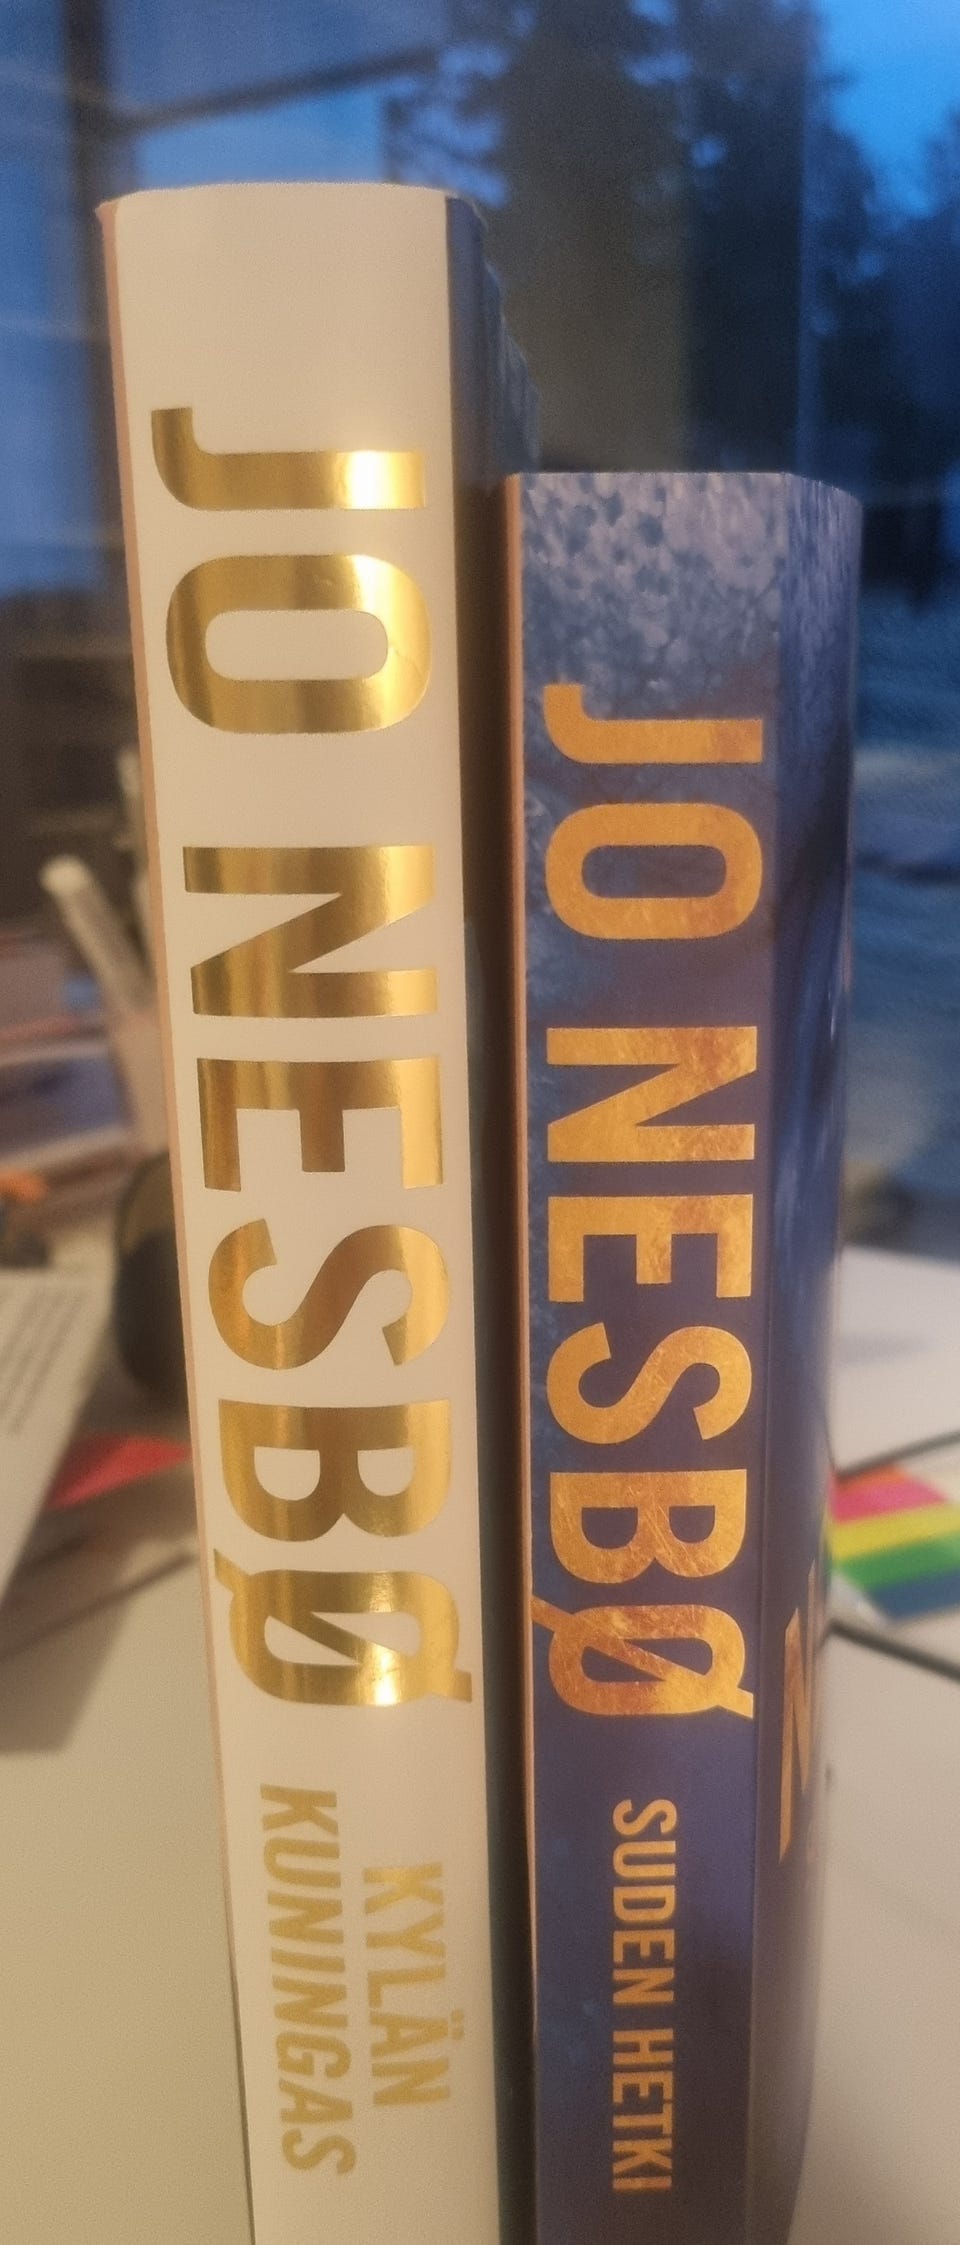 JO NESBØ
KYLÄN
KUNINGAS
JO NESBØ
SUDEN HETKI